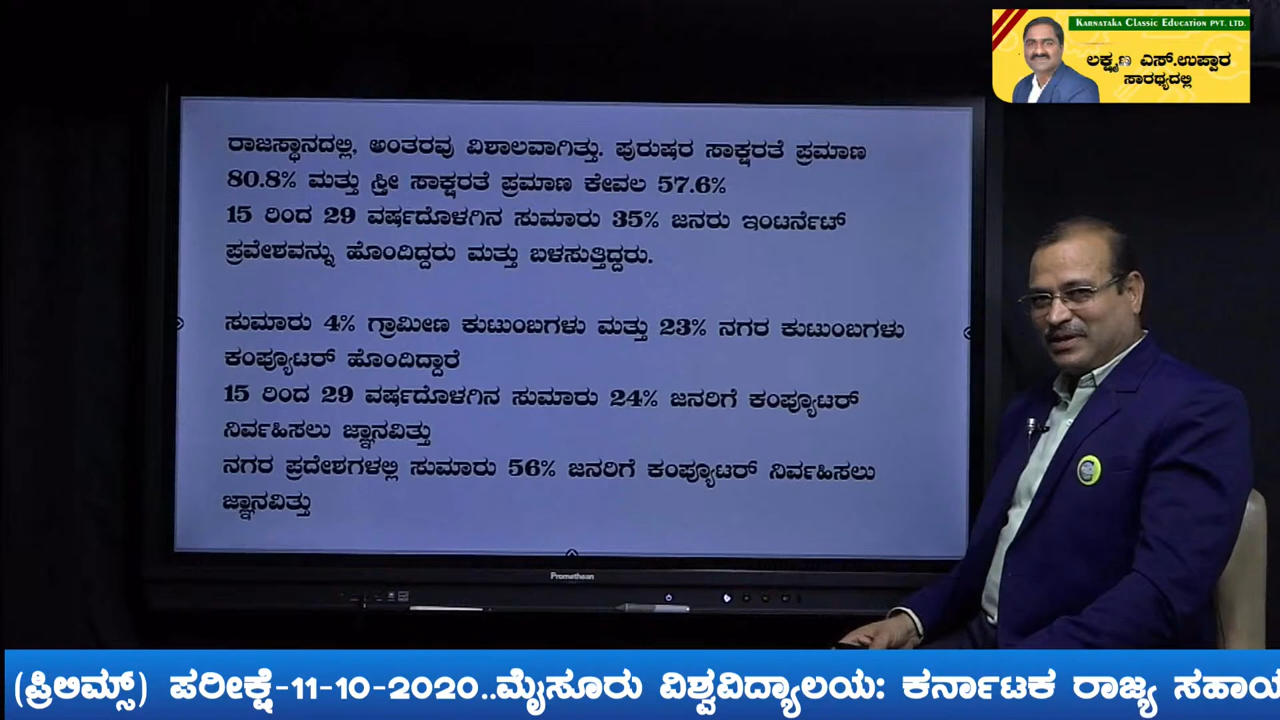 KARNATAKA CLASSIC EDUCATION PVT. LTD.
ಲಕ್ಷ್ಮಣ ಎಸ್.ಉಪ್ಪಾರ
ಸಾರಥ್ಯದಲ್ಲಿ
ರಾಜಸ್ಥಾನದಲ್ಲಿ, ಅಂತರವು ವಿಶಾಲವಾಗಿತ್ತು. ಪುರುಷರ ಸಾಕ್ಷರತೆ ಪ್ರಮಾಣ
80.8% ಮತ್ತು ಸ್ತ್ರೀ ಸಾಕ್ಷರತೆ ಪ್ರಮಾಣ ಕೇವಲ 57.6%
15 ರಿಂದ 29 ವರ್ಷದೊಳಗಿನ ಸುಮಾರು 35% ಜನರು ಇಂಟರ್ನೆಟ್
ಪ್ರವೇಶವನ್ನು ಹೊಂದಿದ್ದರು ಮತ್ತು ಬಳಸುತ್ತಿದ್ದರು.
ಸುಮಾರು 4% ಗ್ರಾಮೀಣ ಕುಟುಂಬಗಳು ಮತ್ತು 23% ನಗರ ಕುಟುಂಬಗಳು
ಕಂಪ್ಯೂಟರ್ ಹೊಂದಿದ್ದಾರೆ
15 ರಿಂದ 29 ವರ್ಷದೊಳಗಿನ ಸುಮಾರು 24% ಜನರಿಗೆ ಕಂಪ್ಯೂಟರ್
ನಿರ್ವಹಿಸಲು ಜ್ಞಾನವಿತ್ತು
ನಗರ ಪ್ರದೇಶಗಳಲ್ಲಿ ಸುಮಾರು 56% ಜನರಿಗೆ ಕಂಪ್ಯೂಟರ್ ನಿರ್ವಹಿಸಲು
ಜ್ಞಾನವಿತ್ತು
Promethean
(ಪ್ರಿಲಿಮ್ಸ್) ಪರೀಕ್ಷೆ-11-10-2020..ಮೈಸೂರು ವಿಶ್ವವಿದ್ಯಾಲಯ: ಕರ್ನಾಟಕ ರಾಜ್ಯ ಸಹಾಯ